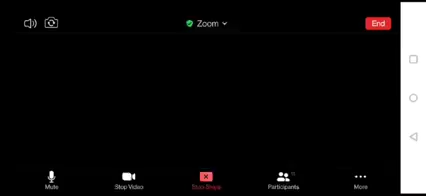 Zoom
End
Mute
Stop Video
Stop Share
Participants
More